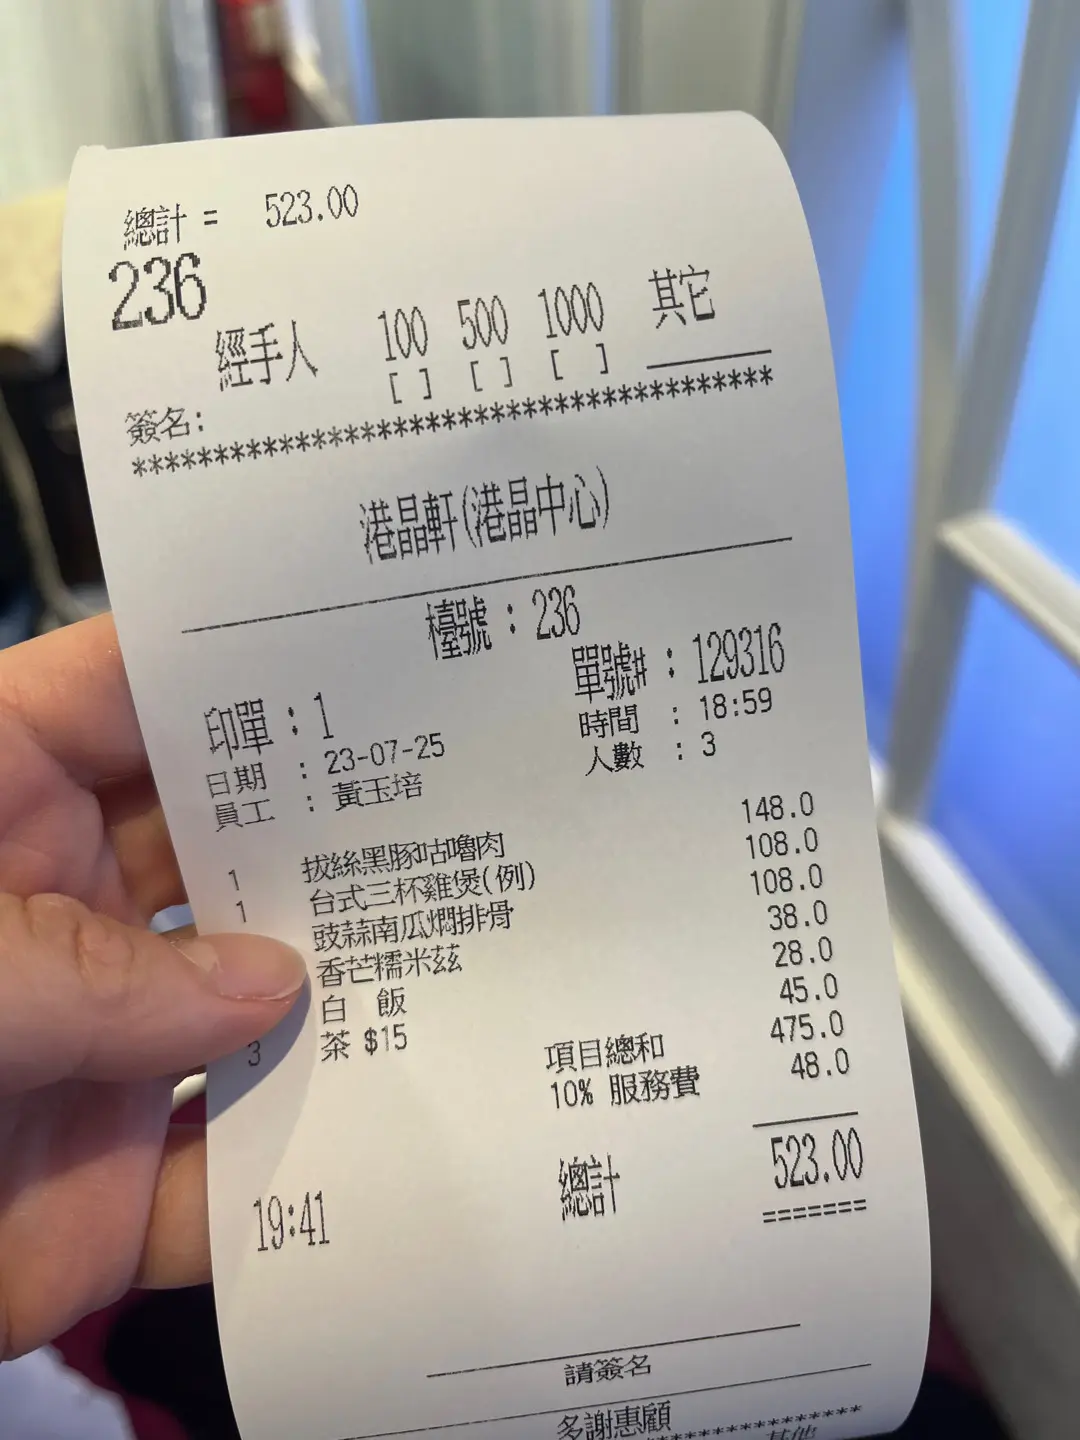 總計 = 523.00
236
經手人 100 500 1000 其它
[ ] [ ] [ ]
簽名:
****************************************
港晶軒(港晶中心)
檯號 : 236
印單 : 1 單號# : 129316
日期 : 23-07-25 時間 : 18:59
員工 : 黃玉培 人數 : 3
1 拔絲黑豚咕嚕肉 148.0
1 台式三杯雞煲(例) 108.0
豉蒜南瓜燜排骨 108.0
香芒糯米茲 38.0
白 飯 28.0
3 茶 $15 45.0
項目總和 475.0
10% 服務費 48.0
19:41 總計 523.00
=======
請簽名
多謝惠顧
****************
其他